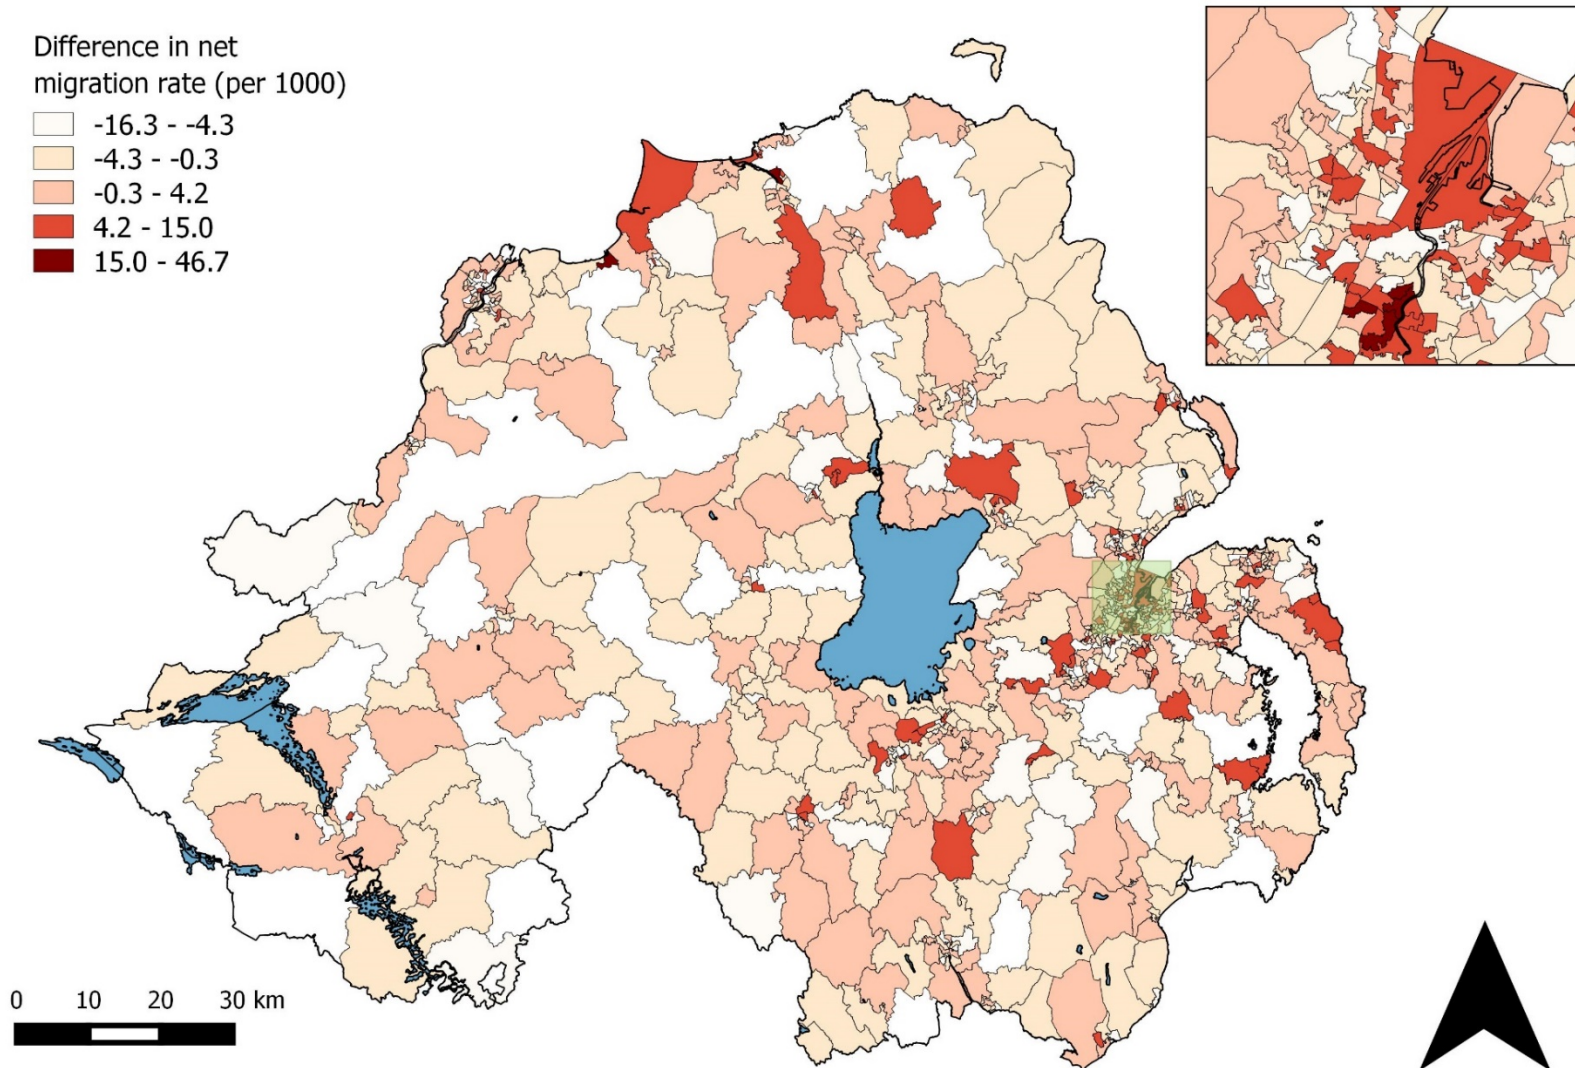 Difference in net
migration rate (per 1000)
-16.3 - -4.3
-4.3 - -0.3
-0.3 - 4.2
4.2 - 15.0
15.0 - 46.7
0 10 20 30 km